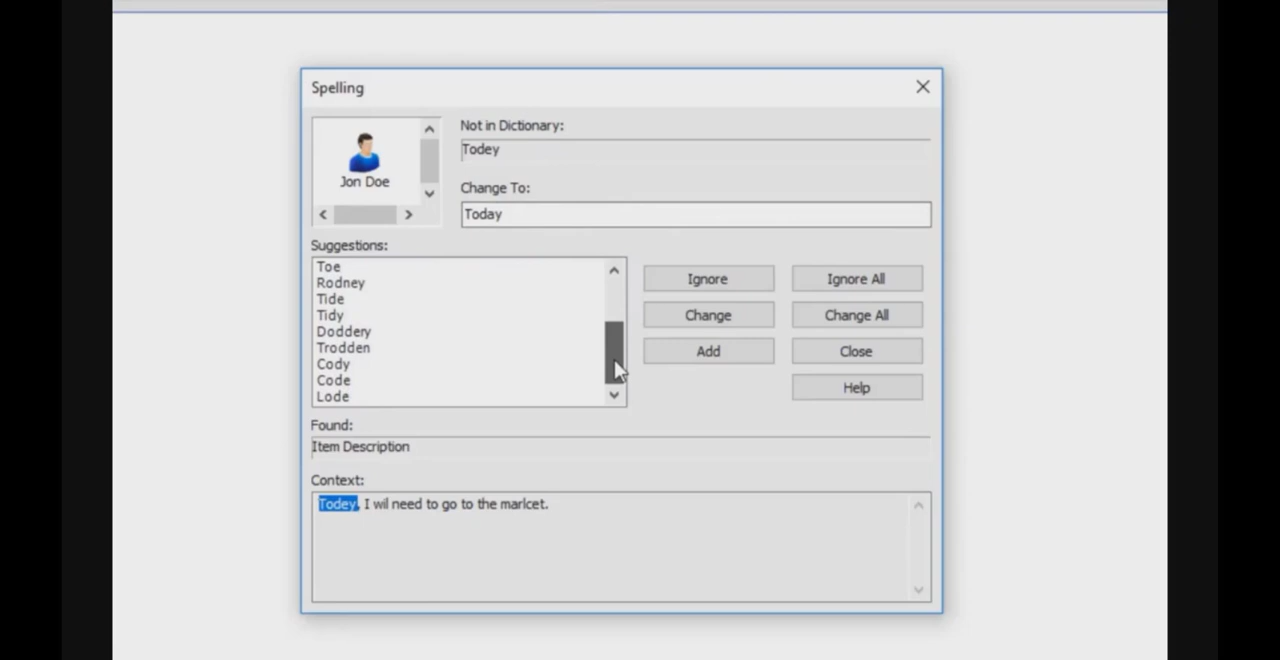 Spelling
Not in Dictionary:
Todey
Jon Doe
Change To:
Today
Suggestions:
Toe
Rodney
Tide
Tidy
Doddery
Trodden
Cody
Code
Lode
Ignore
Ignore All
Change
Change All
Add
Close
Help
Found:
Item Description
Context:
Todey, I wil need to go to the marlcet.